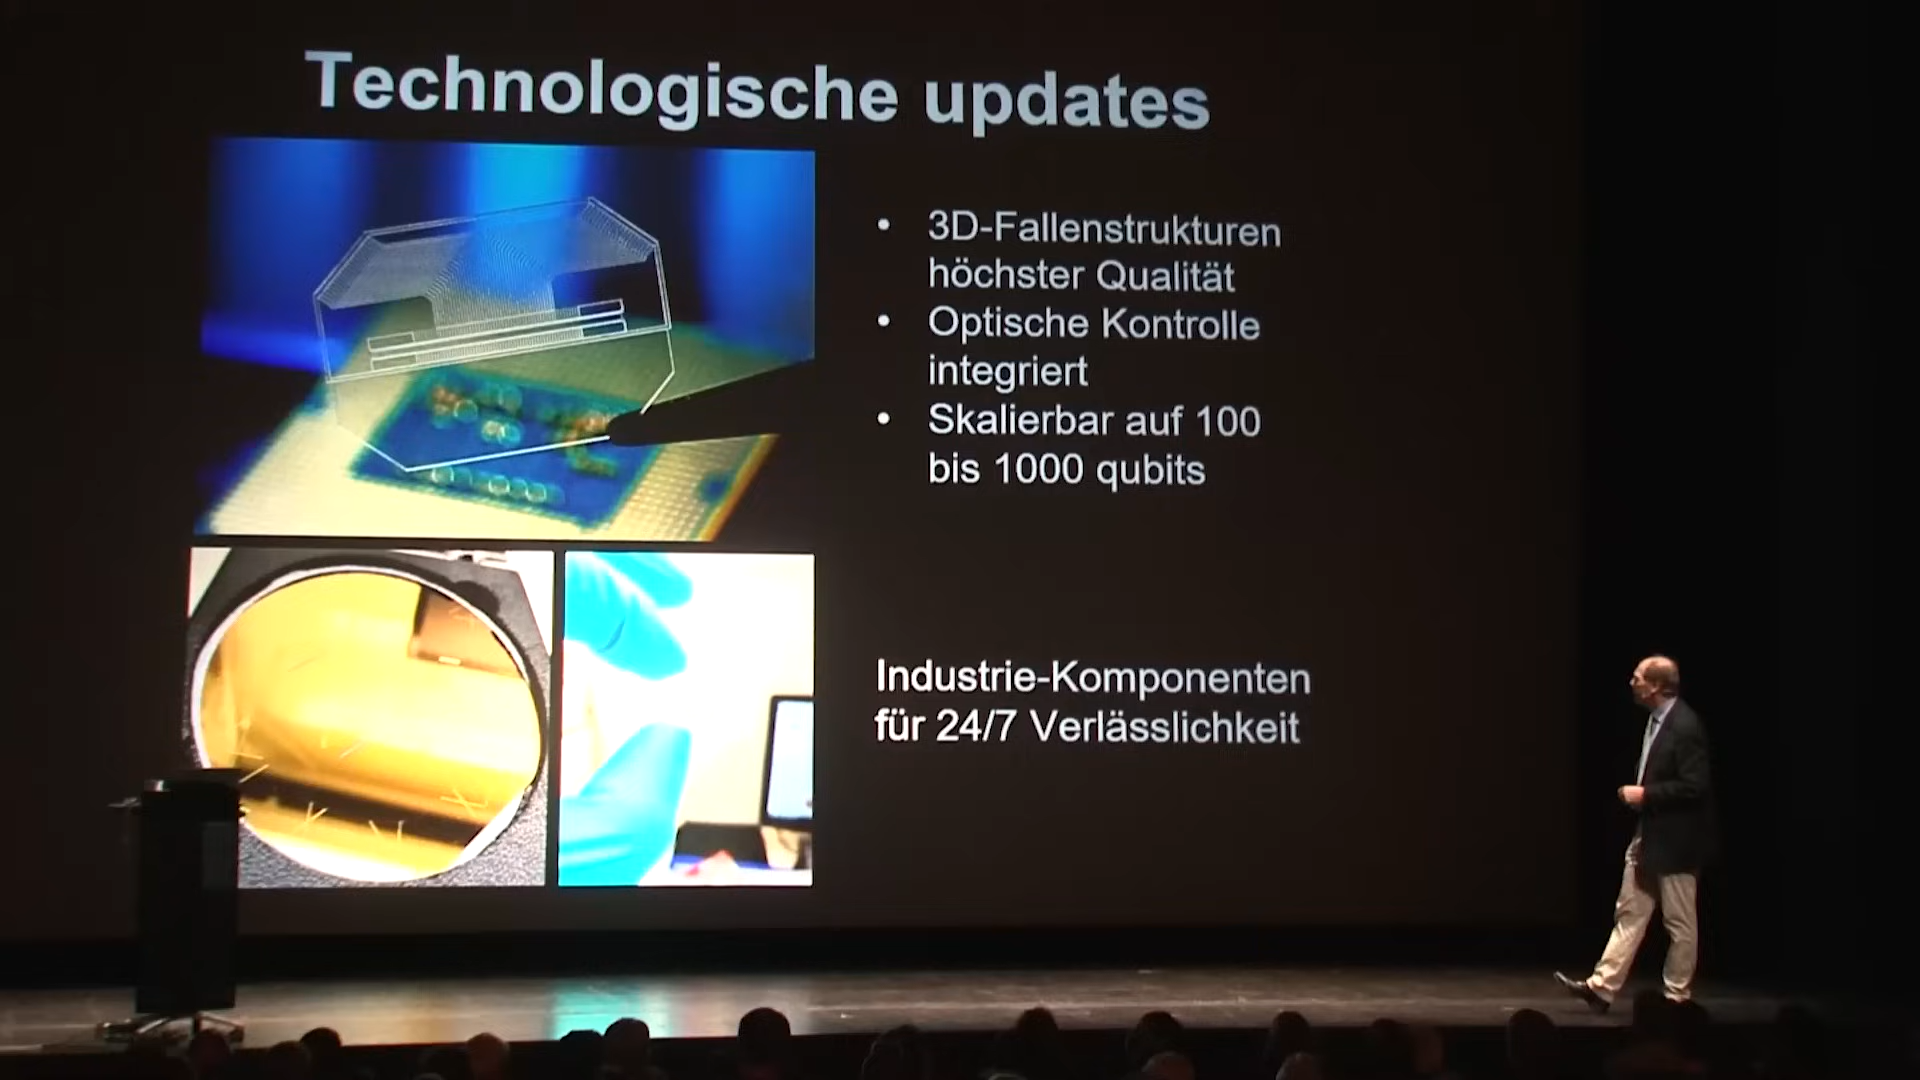 Technologische updates
• 3D-Fallenstrukturen
höchster Qualität
• Optische Kontrolle
integriert
• Skalierbar auf 100
bis 1000 qubits
Industrie-Komponenten
für 24/7 Verlässlichkeit